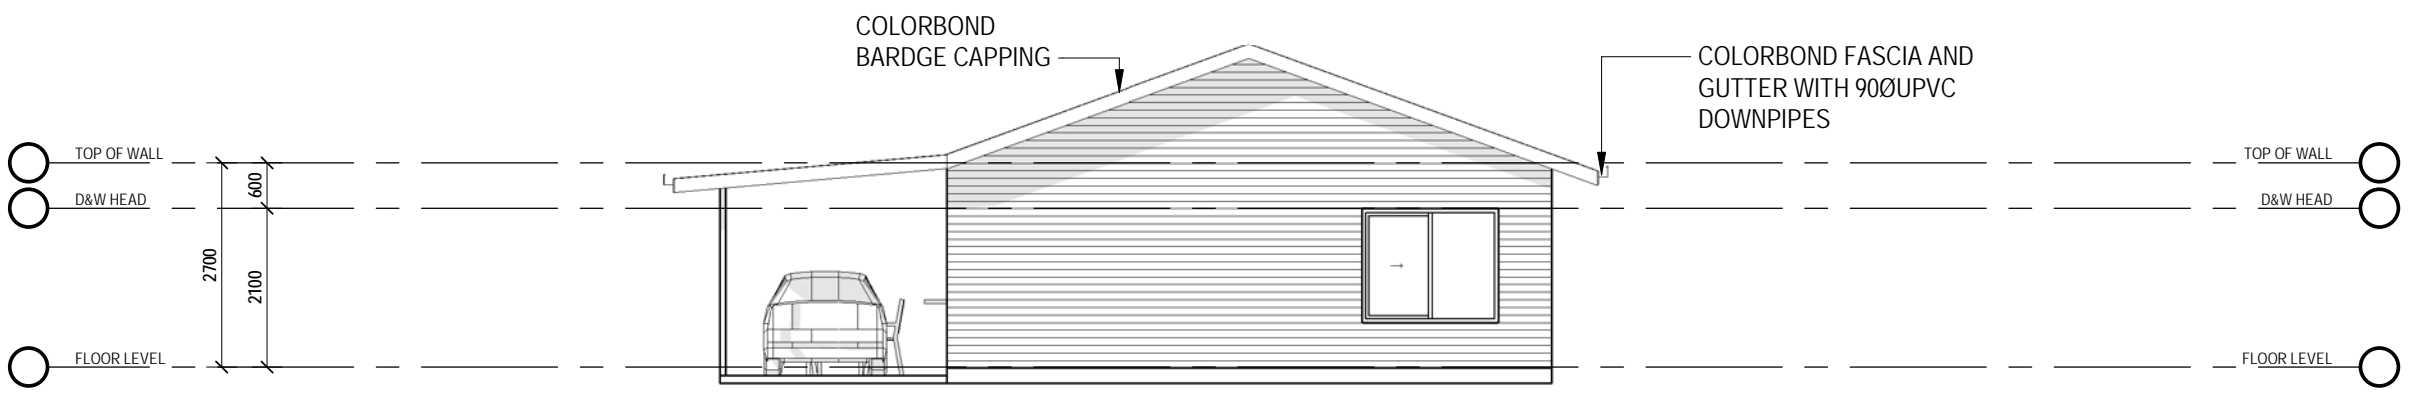 COLORBOND
BARDGE CAPPING
COLORBOND FASCIA AND
GUTTER WITH 90ØUPVC
DOWNPIPES
TOP OF WALL
TOP OF WALL
600
D&W HEAD
D&W HEAD
2700
2100
FLOOR LEVEL
FLOOR LEVEL